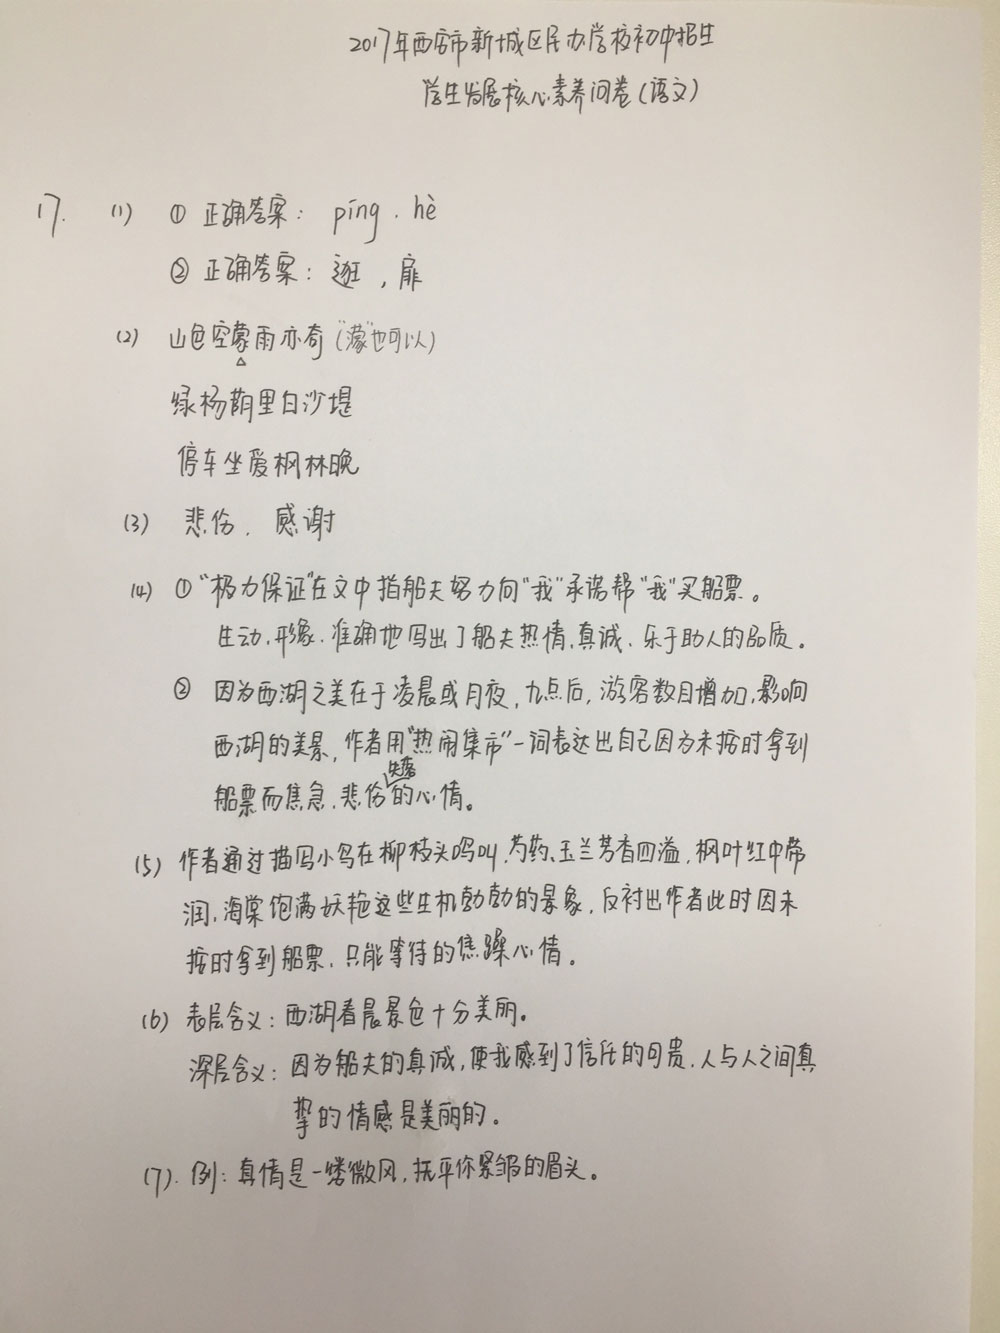 2017年西安市新城区民办学校初中招生
学生发展核心素养问卷(语文)
17. (1) ① 正确答案: píng . hè
② 正确答案: 逛, 扉
(2) 山色空蒙雨亦奇("濛"也可以)
绿杨荫里白沙堤
停车坐爱枫林晚
(3) 悲伤. 感谢
(4) ①"极力保证"在文中指船夫努力向"我"承诺帮"我"买船票。
生动.形象.准确地写出了船夫热情.真诚.乐于助人的品质。
② 因为西湖之美在于凌晨或月夜,九点后,游客数目增加,影响
西湖的美景,作者用"热闹集市"一词表达出自己因为未按时拿到
船票而焦急.悲伤失落的心情。
(5) 作者通过描写小鸟在柳枝头鸣叫.芍药、玉兰芳香四溢.枫叶红中带
润.海棠饱满妖艳这些生机勃勃的景象,反衬出作者此时因未
按时拿到船票.只能等待的焦躁心情。
(6) 表层含义:西湖春晨景色十分美丽。
深层含义:因为船夫的真诚,使我感到了信任的可贵.人与人之间真
挚的情感是美丽的。
(7). 例:真情是一缕微风,抚平你紧皱的眉头。